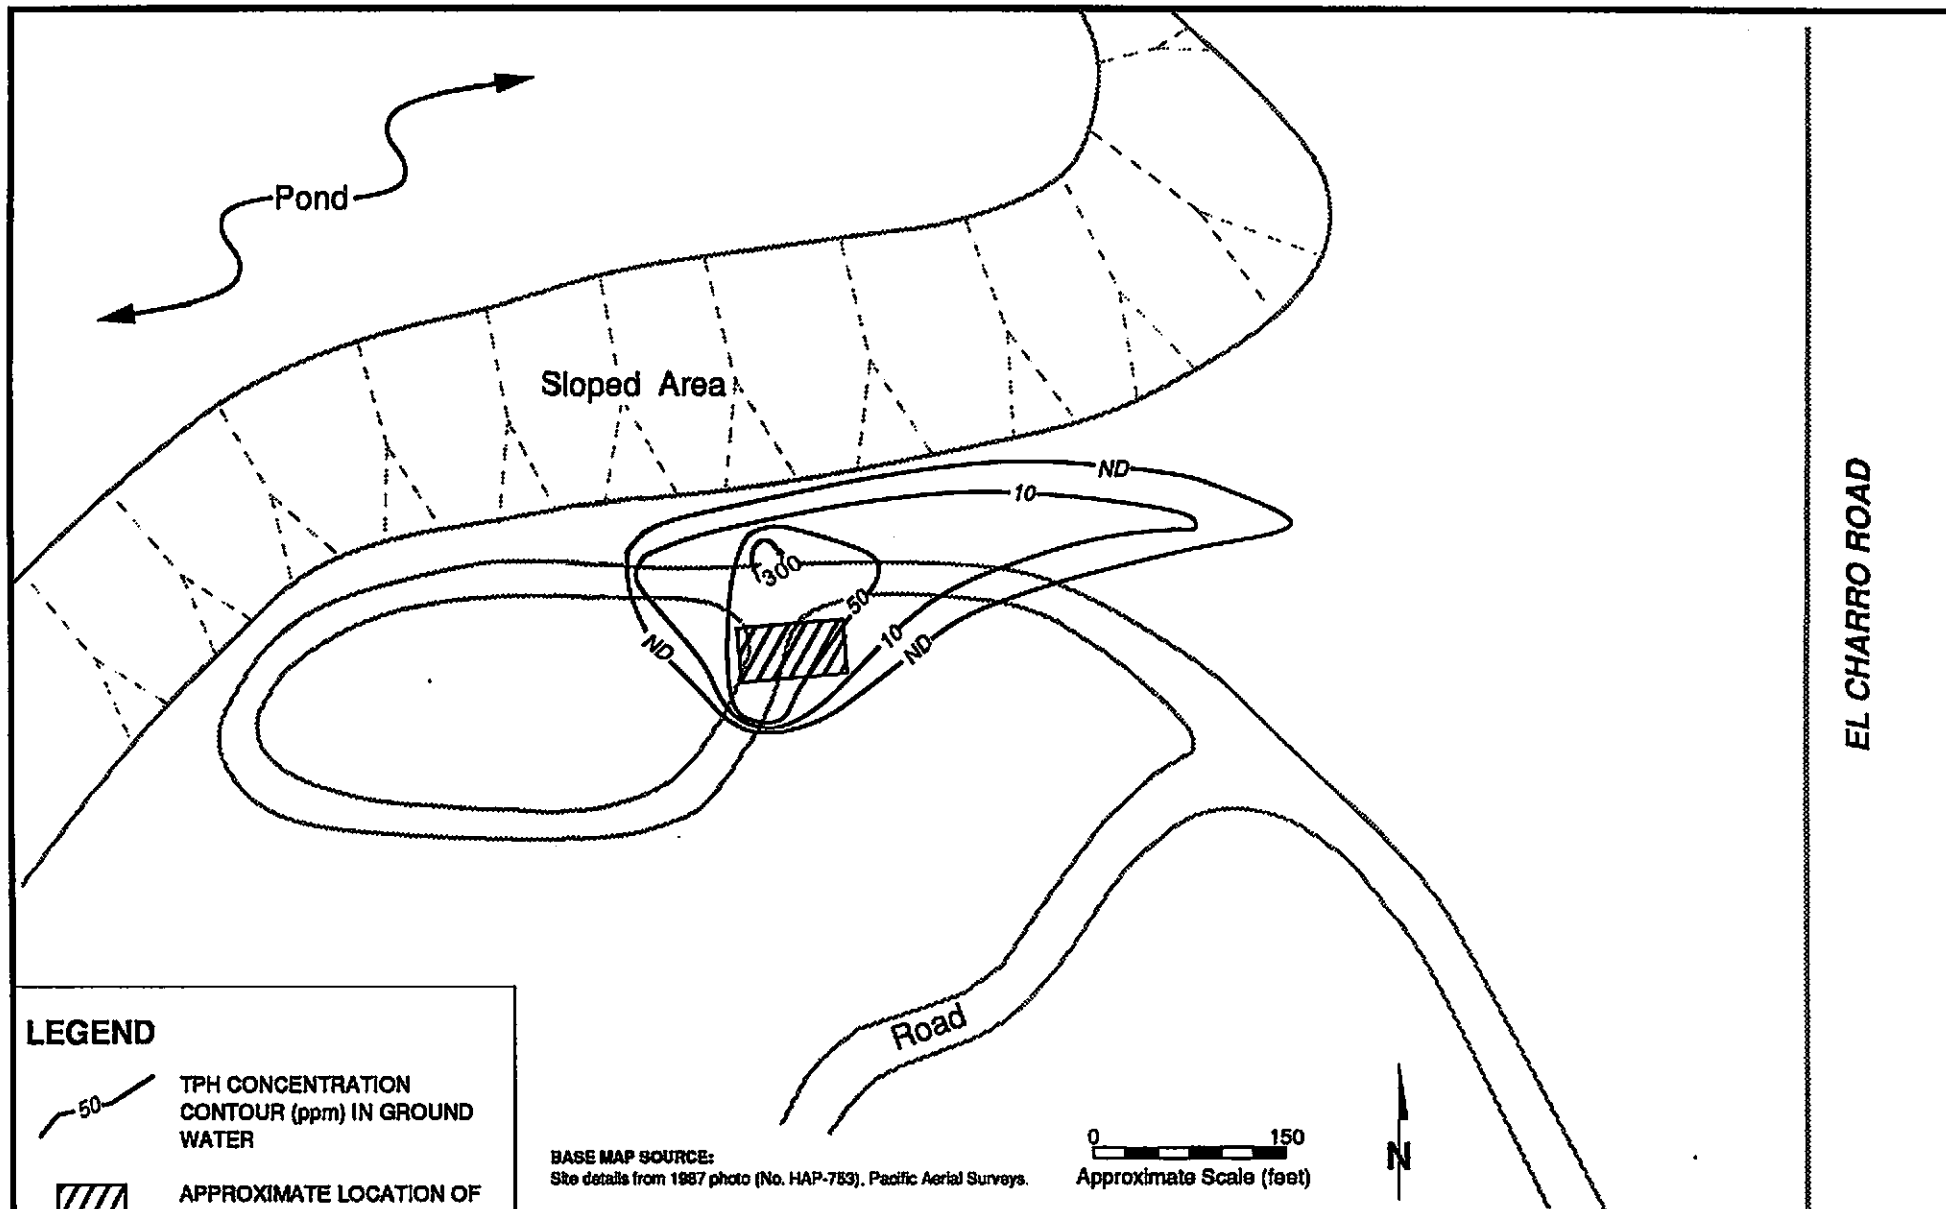 Pond
Sloped Area
ND
10
300
50
10
ND
ND
EL CHARRO ROAD
Road
LEGEND
50
TPH CONCENTRATION
CONTOUR (ppm) IN GROUND
WATER
APPROXIMATE LOCATION OF
BASE MAP SOURCE:
Site details from 1987 photo (No. HAP-753), Pacific Aerial Surveys.
0 150
Approximate Scale (feet)
N